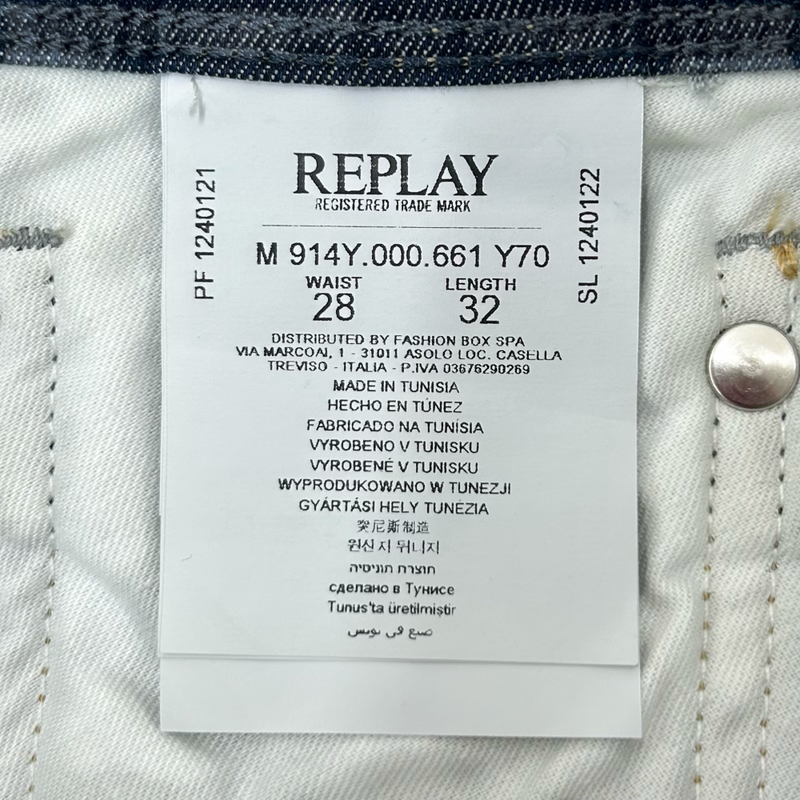 REPLAY
REGISTERED TRADE MARK
PF 1240121
SL 1240122
M 914Y.000.661 Y70
WAIST LENGTH
28 32
DISTRIBUTED BY FASHION BOX SPA
VIA MARCOAI, 1 - 31011 ASOLO LOC. CASELLA
TREVISO - ITALIA - P.IVA 03676290269
MADE IN TUNISIA
HECHO EN TÚNEZ
FABRICADO NA TUNÍSIA
VYROBENO V TUNISKU
VYROBENÉ V TUNISKU
WYPRODUKOWANO W TUNEZJI
GYÁRTÁSI HELY TUNÉZIA
突尼斯制造
원산지 튀니지
תוצרת תוניסיה
сделано в Тунисе
Tunus'ta üretilmiştir
صنع في تونس